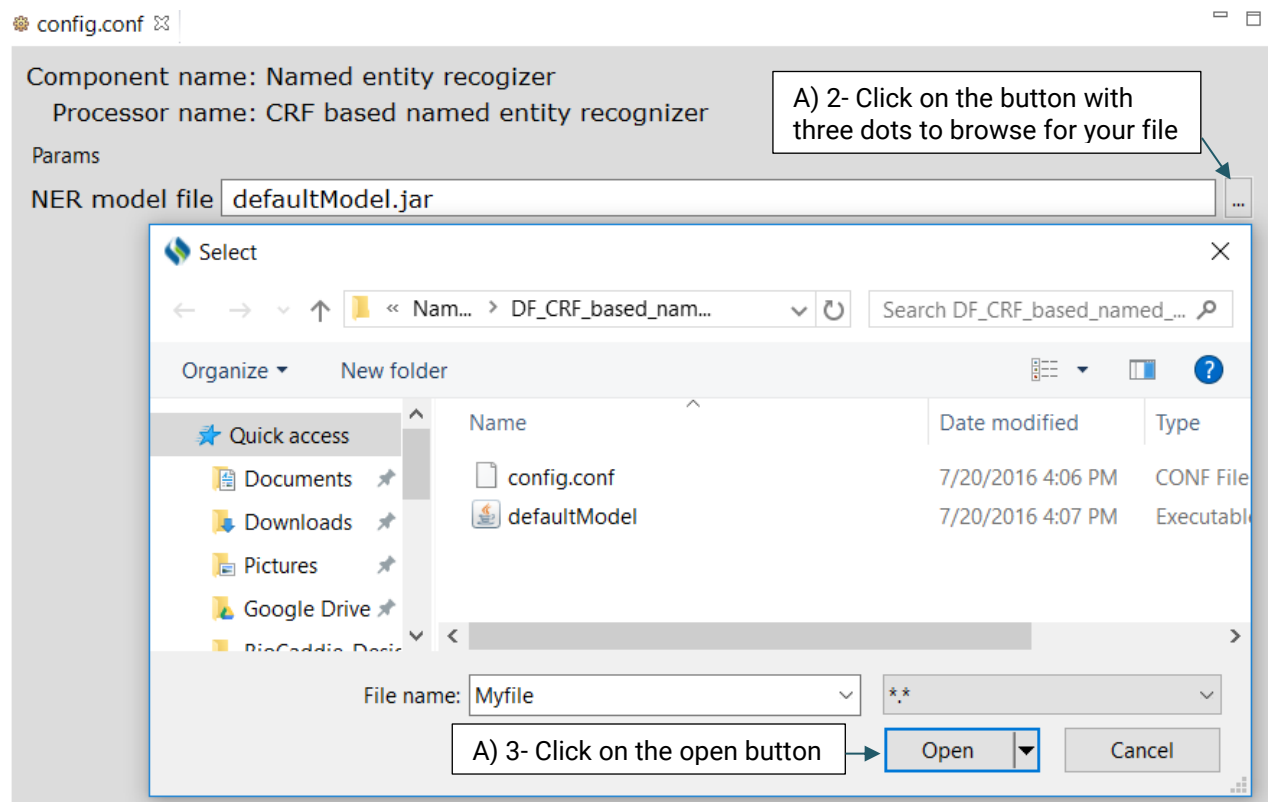 config.conf
Component name: Named entity recogizer
Processor name: CRF based named entity recognizer
A) 2- Click on the button with
three dots to browse for your file
Params
NER model file defaultModel.jar ...
Select
« Nam... > DF_CRF_based_nam... Search DF_CRF_based_named_...
Organize New folder ?
Quick access
Documents
Downloads
Pictures
Google Drive
Name Date modified Type
config.conf 7/20/2016 4:06 PM CONF File
defaultModel 7/20/2016 4:07 PM Executabl
File name: Myfile *.*
A) 3- Click on the open button
Open Cancel